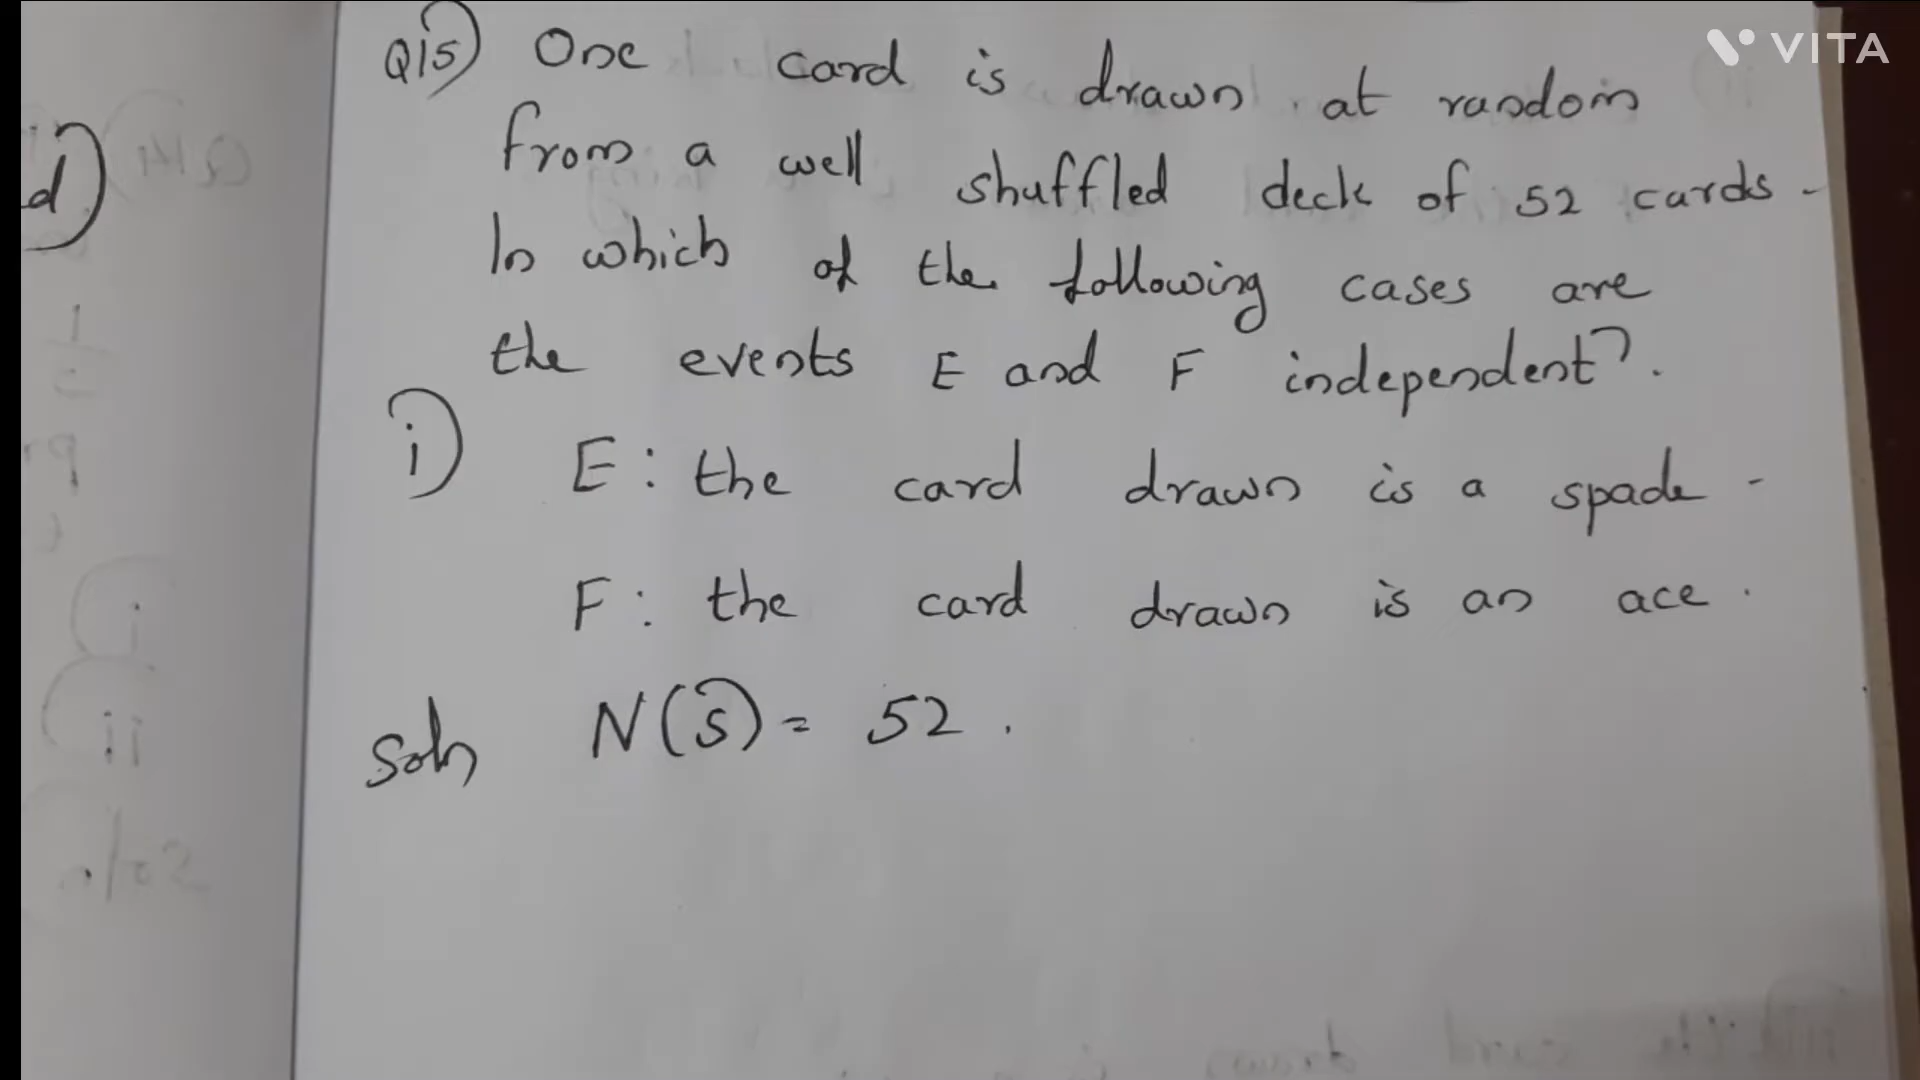 VITA
Q15) One card is drawn at random
from a well shuffled deck of 52 cards.
In which of the following cases are
the events E and F independent?
i) E: the card drawn is a spade.
F: the card drawn is an ace.
Soln N(S) = 52.
d)